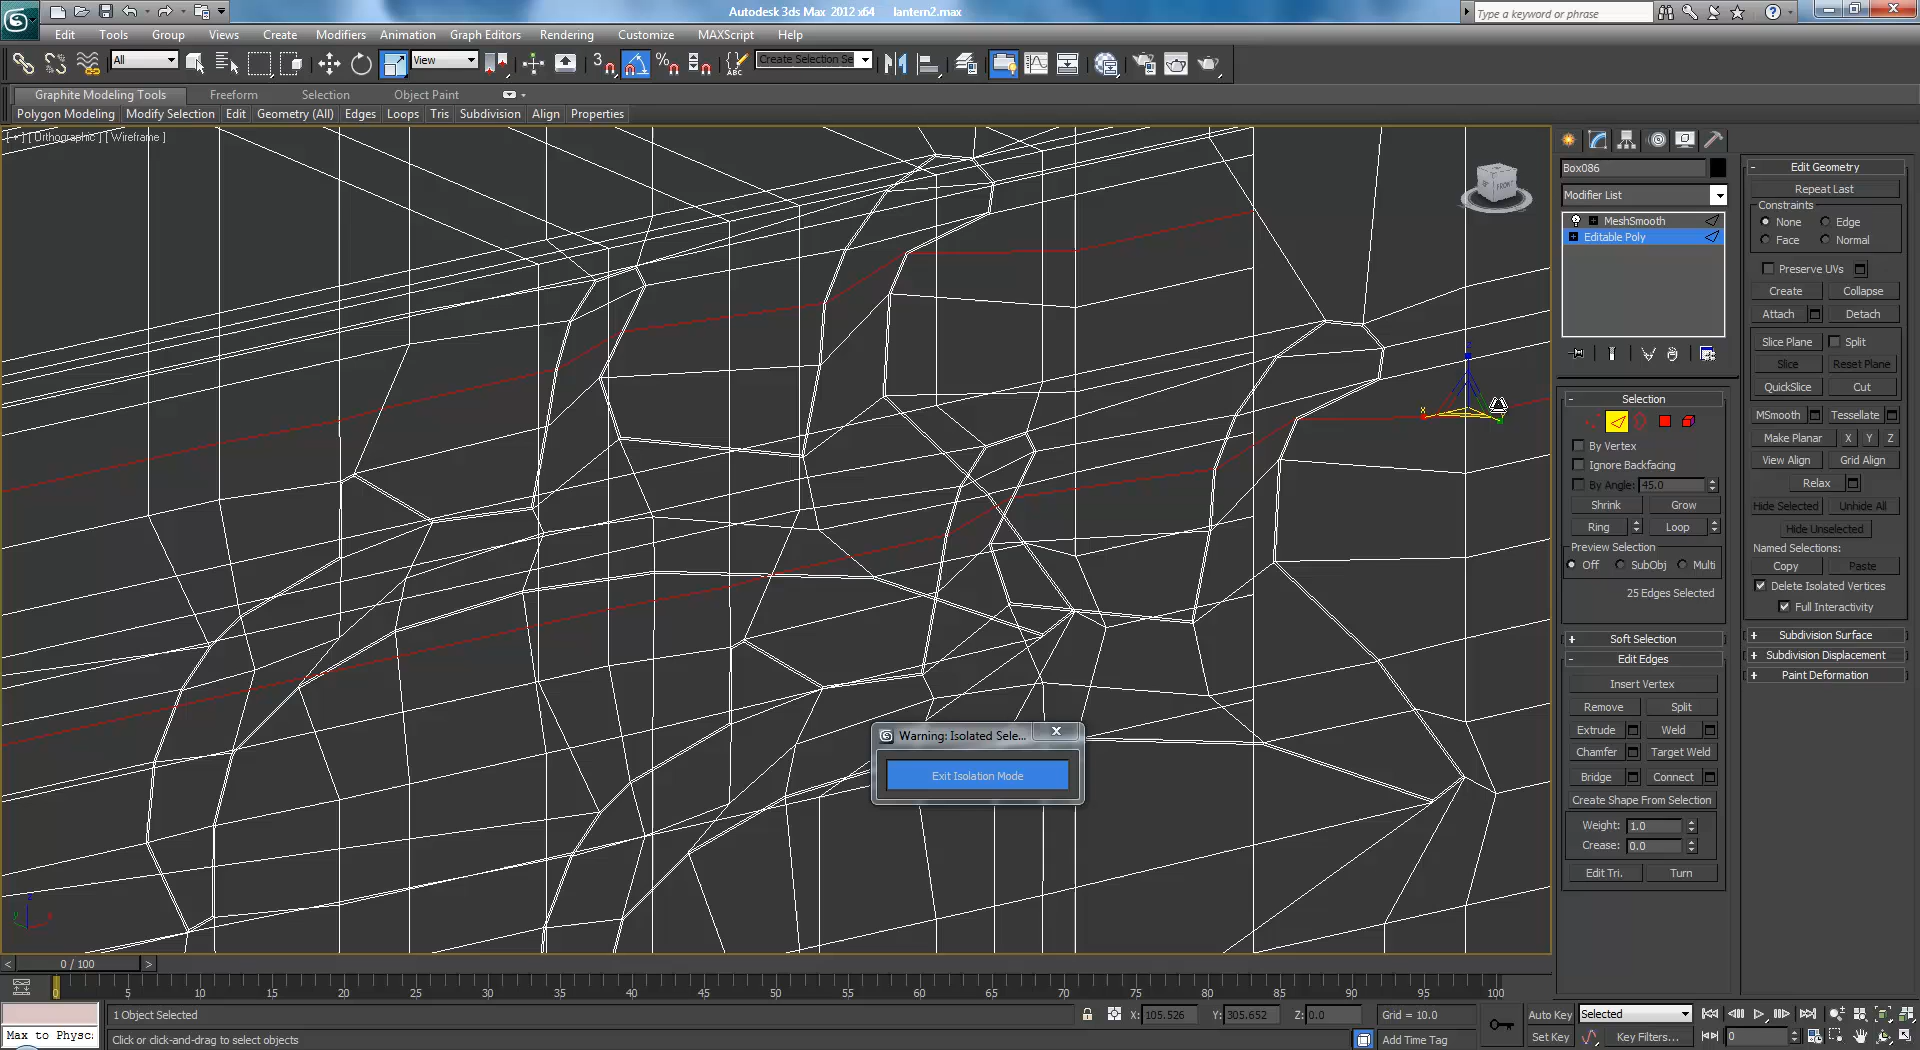 Autodesk 3ds Max 2012 x64 lantern2.max
Type a keyword or phrase
Edit Tools Group Views Create Modifiers Animation Graph Editors Rendering Customize MAXScript Help
All View 3 Create Selection Se
Graphite Modeling Tools Freeform Selection Object Paint
Polygon Modeling Modify Selection Edit Geometry (All) Edges Loops Tris Subdivision Align Properties
[ + ] [ Orthographic ] [ Wireframe ]
FRONT
Box086
Modifier List
MeshSmooth
Editable Poly
Selection
By Vertex
Ignore Backfacing
By Angle: 45.0
Shrink Grow
Ring Loop
Preview Selection
Off SubObj Multi
25 Edges Selected
Soft Selection
Edit Edges
Insert Vertex
Remove Split
Extrude Weld
Chamfer Target Weld
Bridge Connect
Create Shape From Selection
Weight: 1.0
Crease: 0.0
Edit Tri. Turn
Edit Geometry
Repeat Last
Constraints
None Edge
Face Normal
Preserve UVs
Create Collapse
Attach Detach
Slice Plane Split
Slice Reset Plane
QuickSlice Cut
MSmooth Tessellate
Make Planar X Y Z
View Align Grid Align
Relax
Hide Selected Unhide All
Hide Unselected
Named Selections:
Copy Paste
Delete Isolated Vertices
Full Interactivity
Subdivision Surface
Subdivision Displacement
Paint Deformation
Warning: Isolated Sele...
Exit Isolation Mode
0 / 100
0 5 10 15 20 25 30 35 40 45 50 55 60 65 70 75 80 85 90 95 100
1 Object Selected X: 105.526 Y: 305.652 Z: 0.0 Grid = 10.0 Auto Key Selected
Max to Physc Click or click-and-drag to select objects Add Time Tag Set Key Key Filters... 0